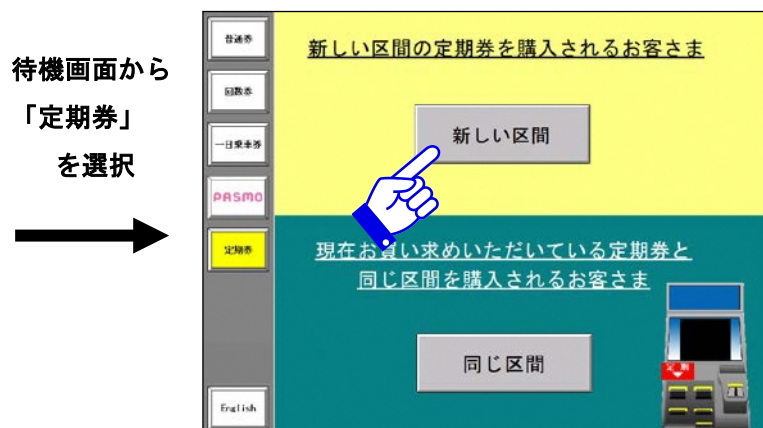 待機画面から
「定期券」
を選択
普通券
回数券
一日乗車券
PASMO
定期券
English
新しい区間の定期券を購入されるお客さま
新しい区間
現在お買い求めいただいている定期券と
同じ区間を購入されるお客さま
同じ区間
定期